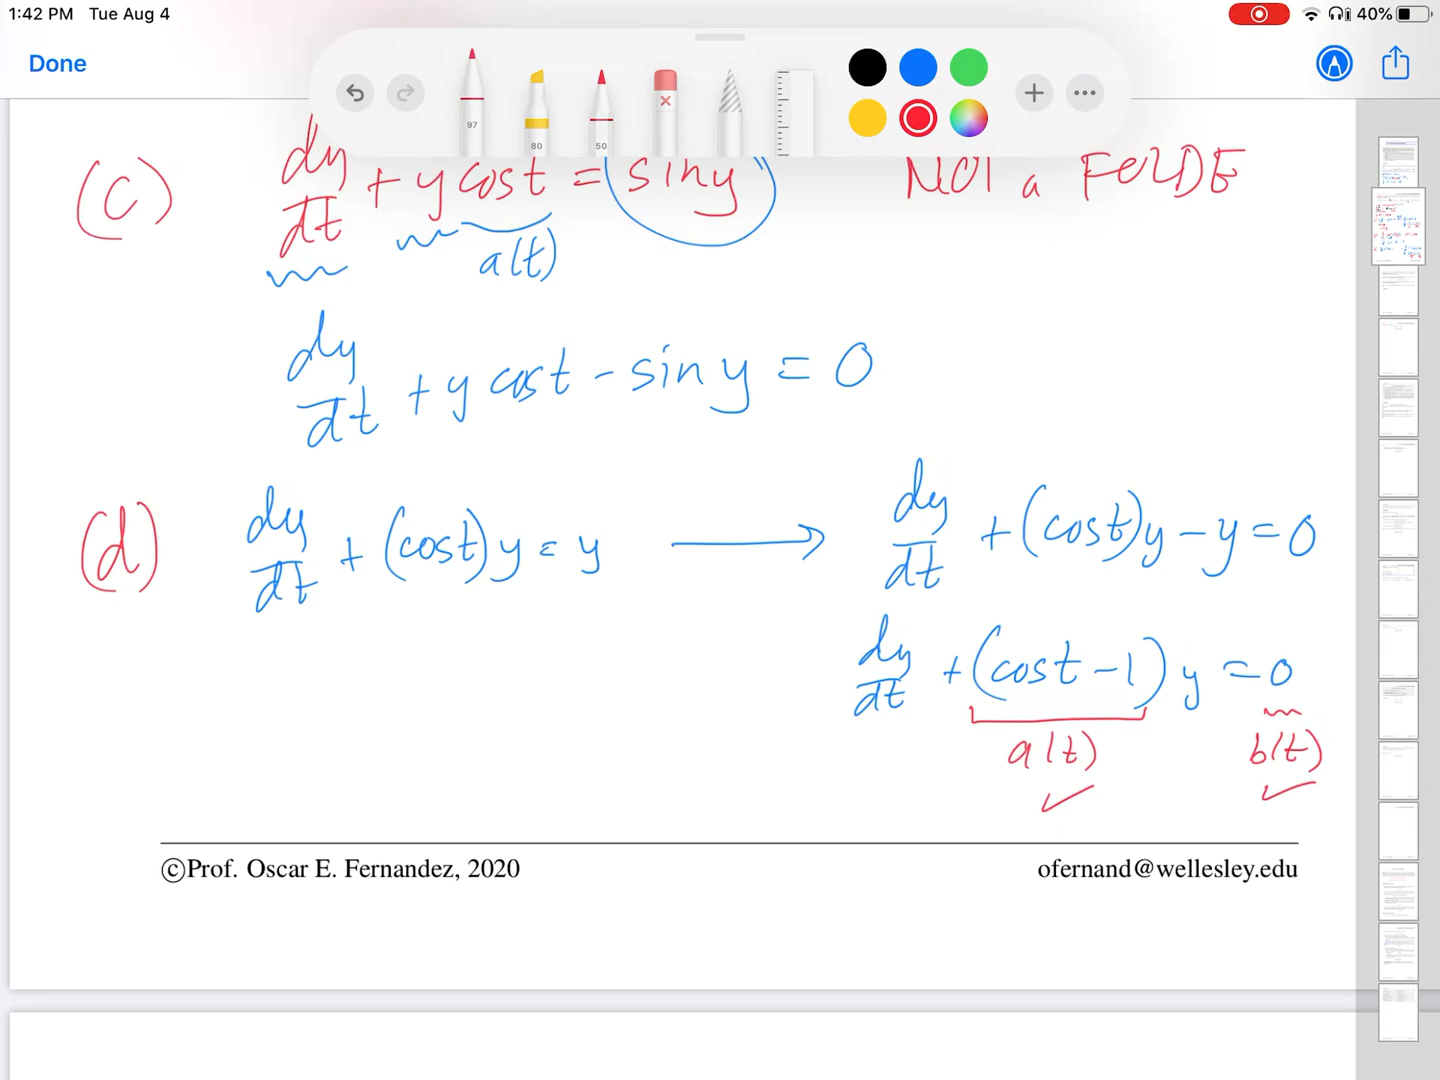 1:42 PM Tue Aug 4 40%
Done
97 80 50
(c) dy/dt + y cost = sin y NOT a FOLDE
a(t)
dy/dt + y cost - sin y = 0
(d) dy/dt + (cost)y = y → dy/dt + (cost)y - y = 0
dy/dt + (cost - 1) y = 0
a(t) b(t)
✓ ✓
©Prof. Oscar E. Fernandez, 2020 ofernand@wellesley.edu